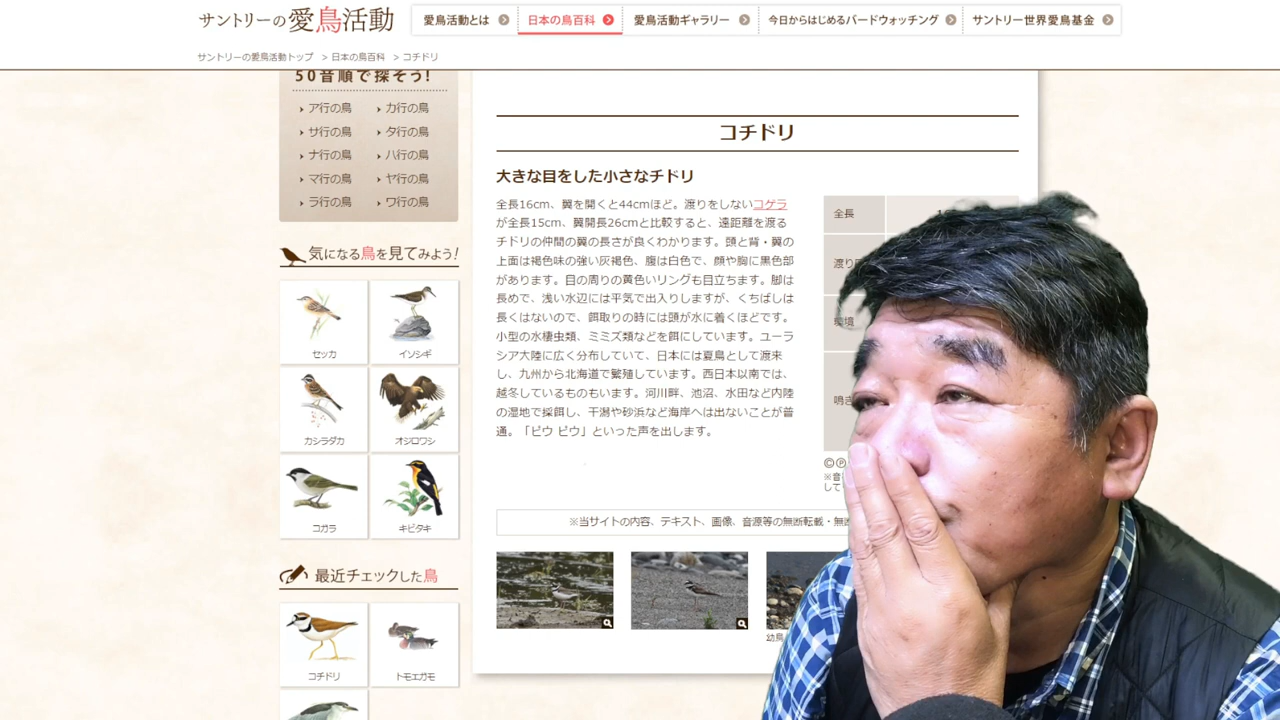 サントリーの愛鳥活動
愛鳥活動とは
日本の鳥百科
愛鳥活動ギャラリー
今日からはじめるバードウォッチング
サントリー世界愛鳥基金
サントリーの愛鳥活動トップ > 日本の鳥百科 > コチドリ
50音順で探そう!
ア行の鳥 カ行の鳥
サ行の鳥 タ行の鳥
ナ行の鳥 ハ行の鳥
マ行の鳥 ヤ行の鳥
ラ行の鳥 ワ行の鳥
気になる鳥を見てみよう!
セッカ イソシギ
カシラダカ オジロワシ
コガラ キビタキ
最近チェックした鳥
コチドリ トモエガモ
コチドリ
大きな目をした小さなチドリ
全長16cm、翼を開くと44cmほど。渡りをしないコゲラ
が全長15cm、翼開長26cmと比較すると、遠距離を渡る
チドリの仲間の翼の長さが良くわかります。頭と背・翼の
上面は褐色味の強い灰褐色、腹は白色で、顔や胸に黒色部
があります。目の周りの黄色いリングも目立ちます。脚は
長めで、浅い水辺には平気で出入りしますが、くちばしは
長くはないので、餌取りの時には頭が水に着くほどです。
小型の水棲虫類、ミミズ類などを餌にしています。ユーラ
シア大陸に広く分布していて、日本には夏鳥として渡来
し、九州から北海道で繁殖しています。西日本以南では、
越冬しているものもいます。河川畔、池沼、水田など内陸
の湿地で採餌し、干潟や砂浜など海岸へは出ないことが普
通。「ピウ ピウ」といった声を出します。
全長
渡り
環境
鳴き
©℗
※音
して
※当サイトの内容、テキスト、画像、音源等の無断転載・無断
幼鳥